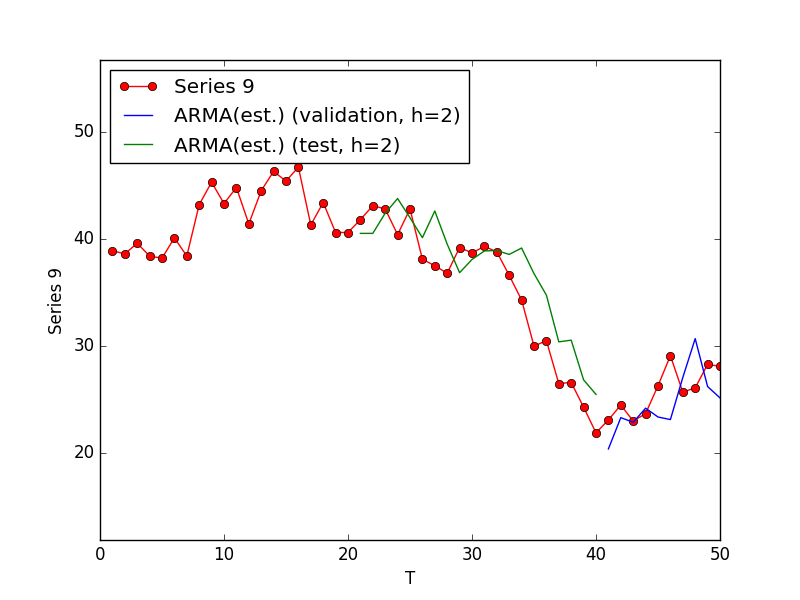 Series 9
ARMA(est.) (validation, h=2)
ARMA(est.) (test, h=2)
50
40
30
20
Series 9
0 10 20 30 40 50
T